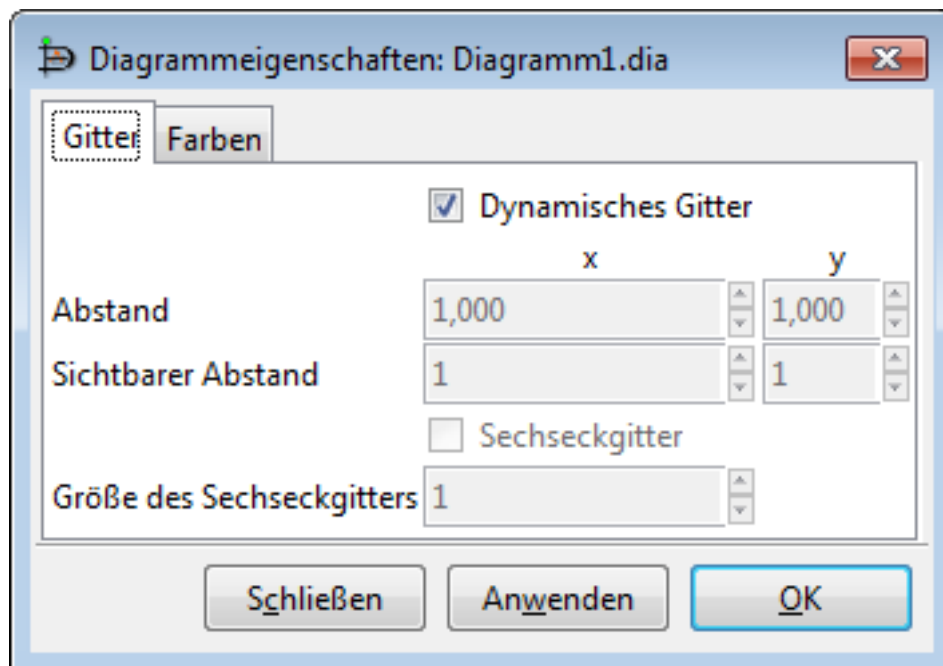 Diagrammeigenschaften: Diagramm1.dia
Gitter Farben
Dynamisches Gitter
x y
Abstand 1,000 1,000
Sichtbarer Abstand 1 1
Sechseckgitter
Größe des Sechseckgitters 1
Schließen Anwenden OK